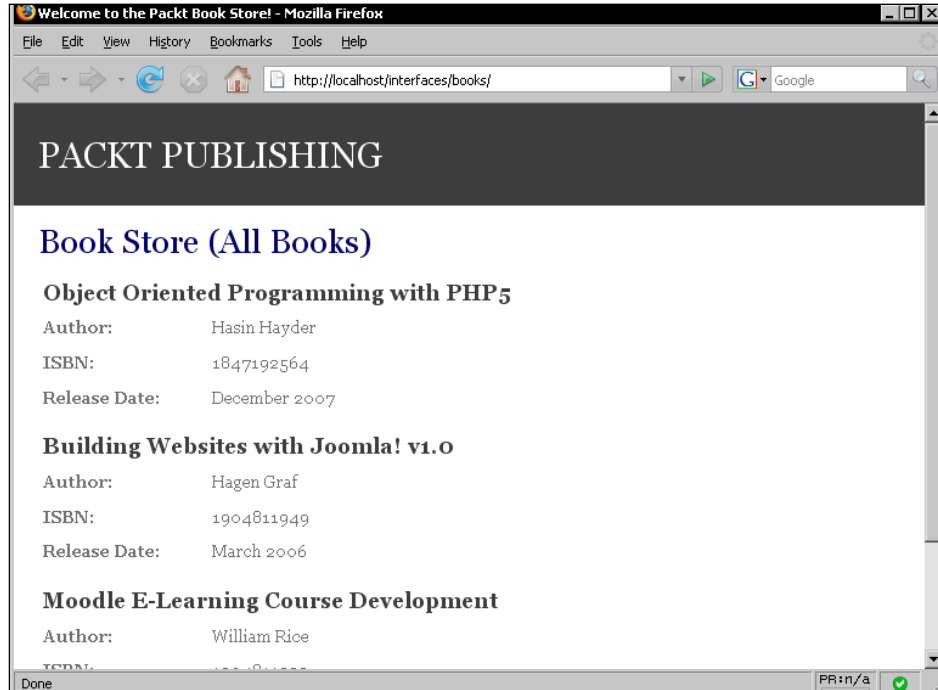 Welcome to the Packt Book Store! - Mozilla Firefox
File Edit View History Bookmarks Tools Help
http://localhost/interfaces/books/ G Google
PACKT PUBLISHING
Book Store (All Books)
Object Oriented Programming with PHP5
Author: Hasin Hayder
ISBN: 1847192564
Release Date: December 2007
Building Websites with Joomla! v1.0
Author: Hagen Graf
ISBN: 1904811949
Release Date: March 2006
Moodle E-Learning Course Development
Author: William Rice
ISBN:
Done PR:n/a